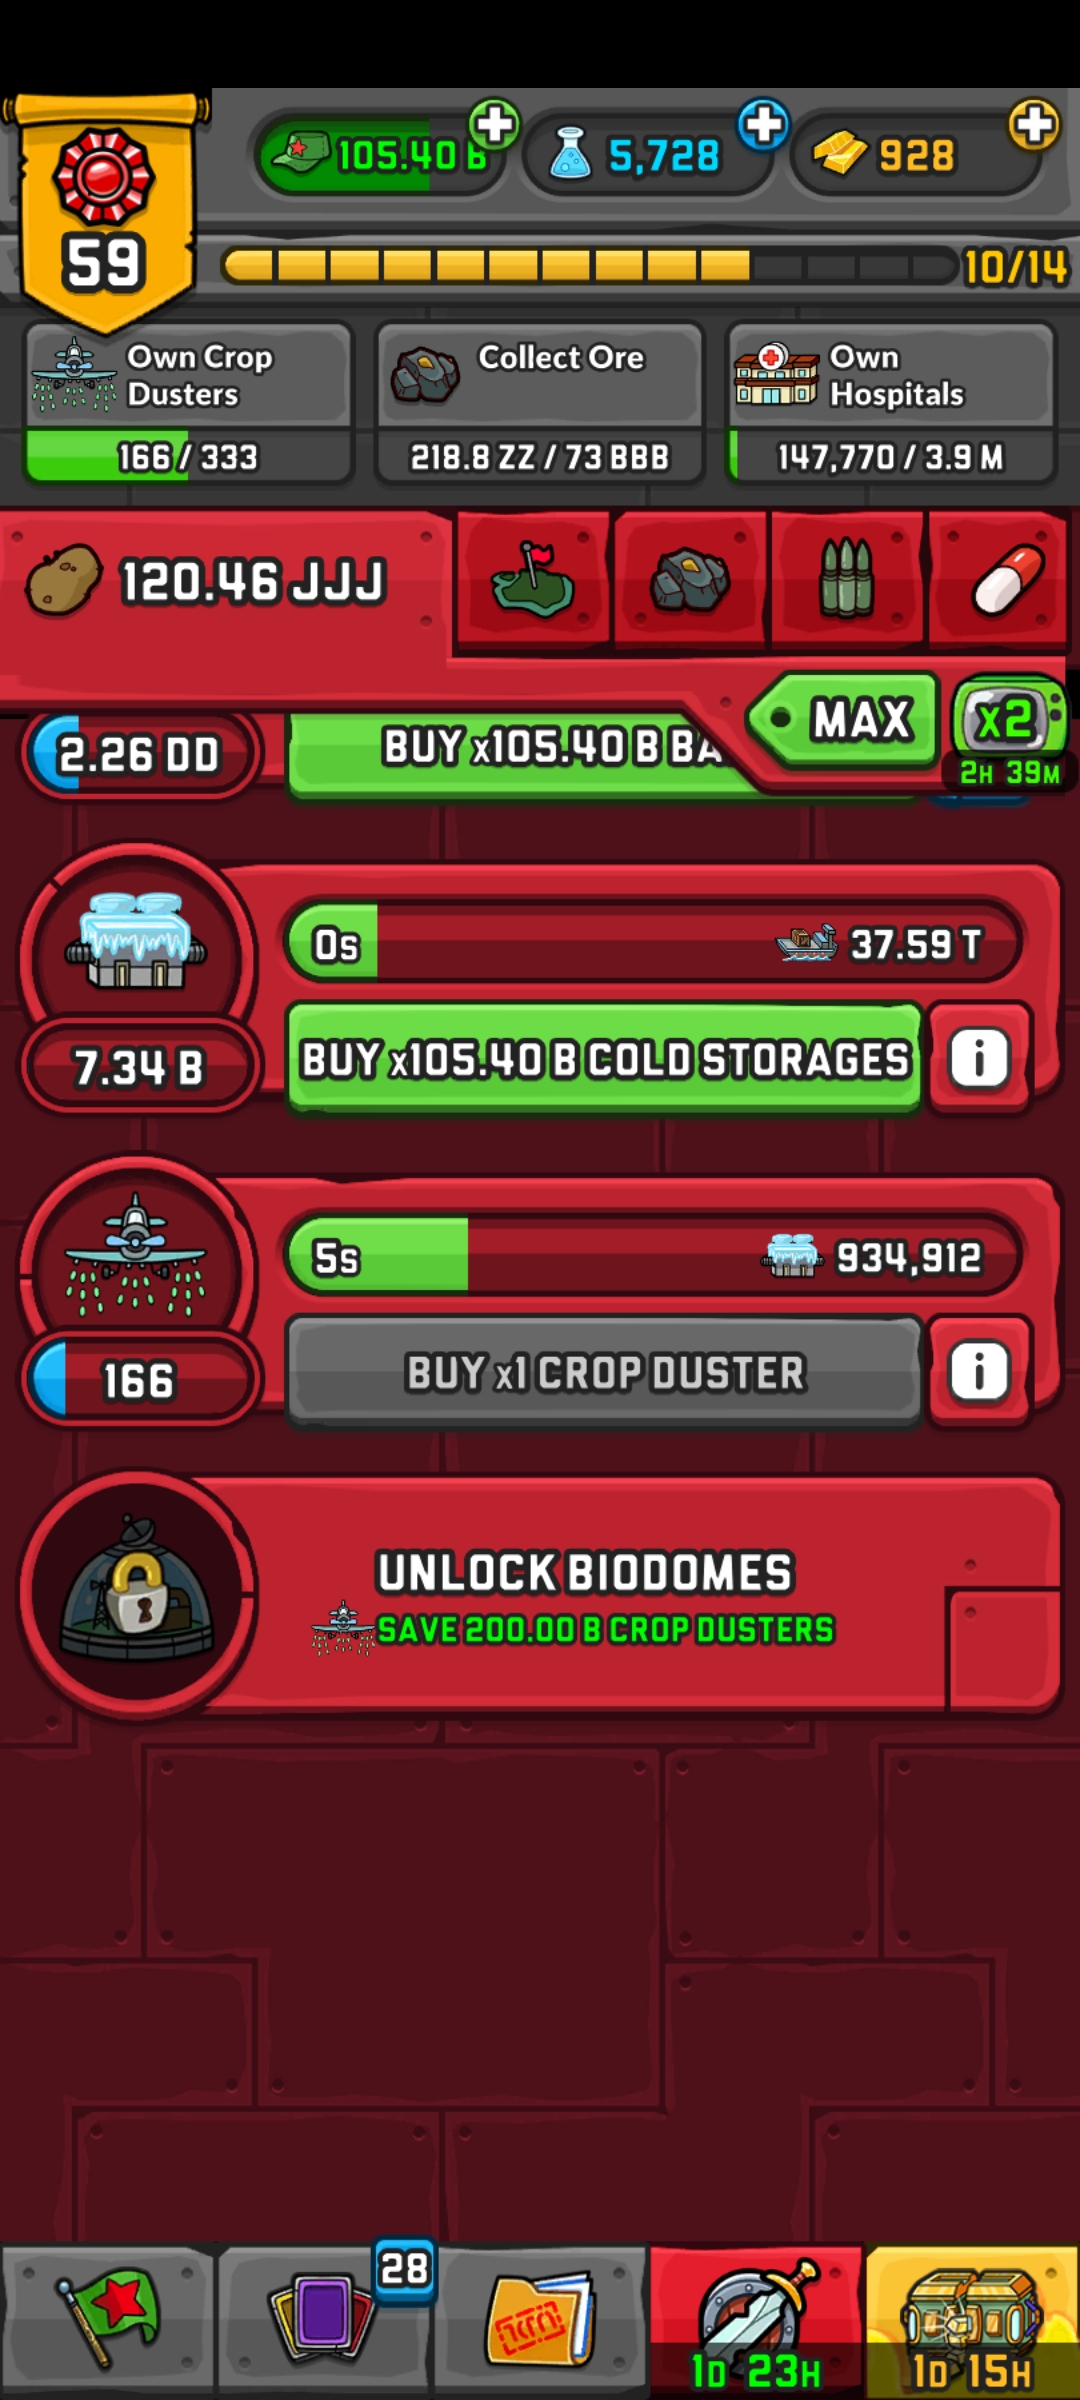 105.40 B
5,728
928
59
10/14
Own Crop
Dusters
166 / 333
Collect Ore
218.8 ZZ / 73 BBB
Own
Hospitals
147,770 / 3.9 M
120.46 JJJ
MAX
x2
2H 39M
2.26 DD
BUY x105.40 B BA
0s
37.59 T
7.34 B
BUY x105.40 B COLD STORAGES
i
5s
934,912
166
BUY x1 CROP DUSTER
i
UNLOCK BIODOMES
SAVE 200.00 B CROP DUSTERS
28
1D 23H
1D 15H